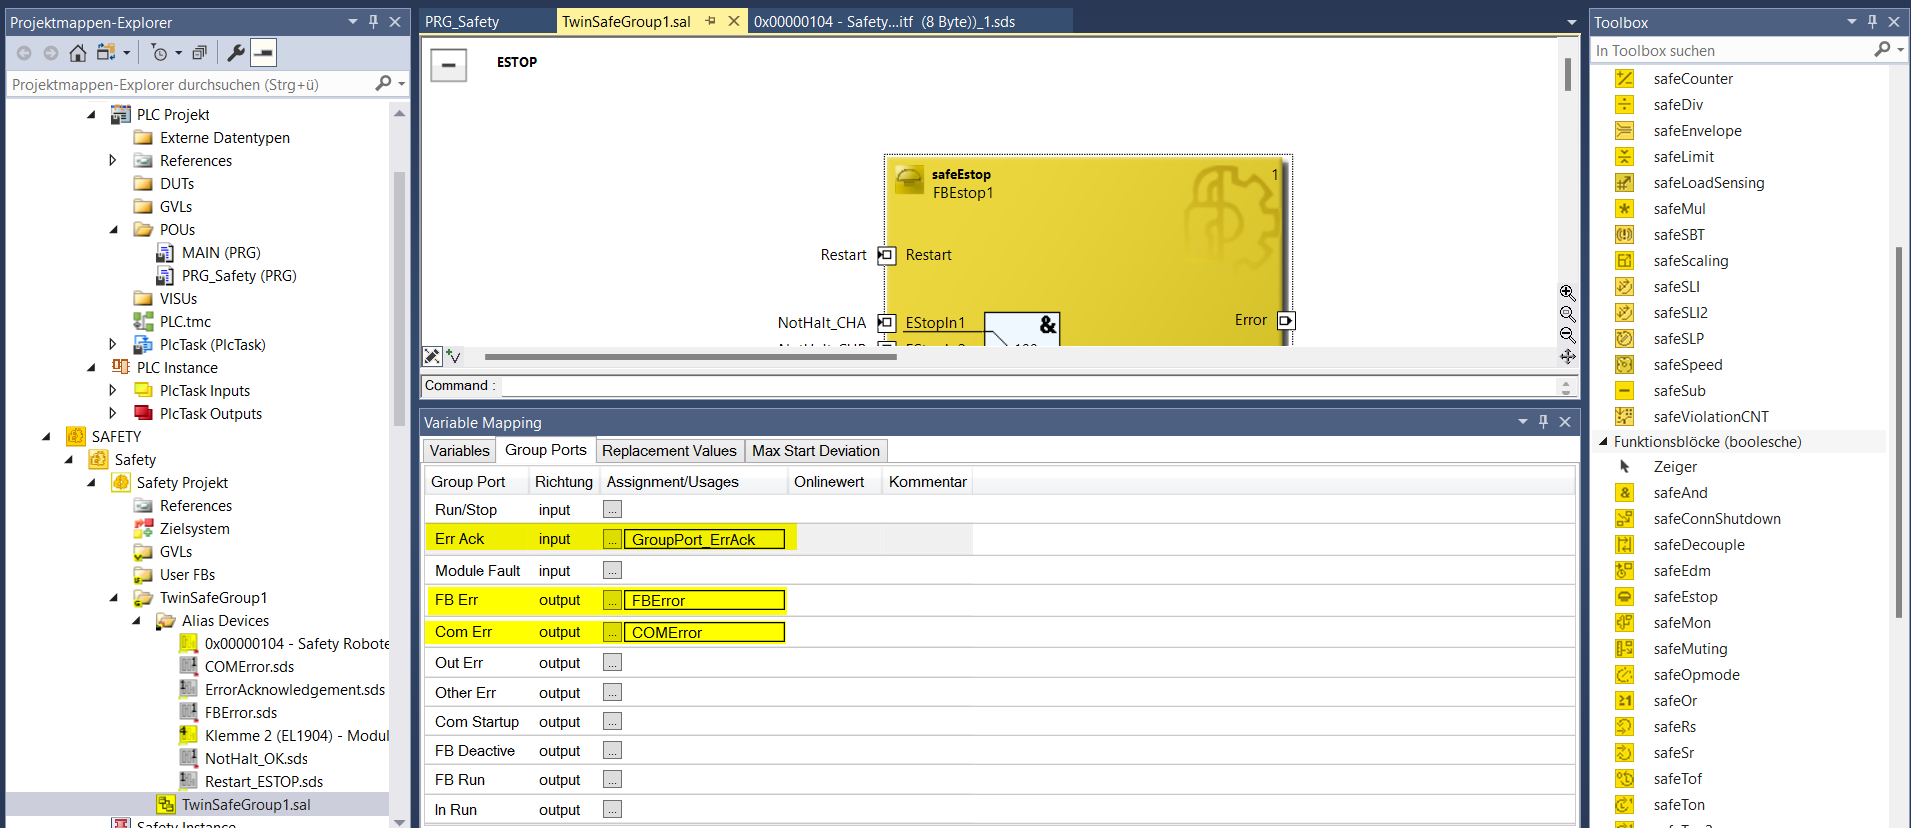 Projektmappen-Explorer
Projektmappen-Explorer durchsuchen (Strg+ü)
PLC Projekt
Externe Datentypen
References
DUTs
GVLs
POUs
MAIN (PRG)
PRG_Safety (PRG)
VISUs
PLC.tmc
PlcTask (PlcTask)
PLC Instance
PlcTask Inputs
PlcTask Outputs
SAFETY
Safety
Safety Projekt
References
Zielsystem
GVLs
User FBs
TwinSafeGroup1
Alias Devices
0x00000104 - Safety Robote
COMError.sds
ErrorAcknowledgement.sds
FBError.sds
Klemme 2 (EL1904) - Modul
NotHalt_OK.sds
Restart_ESTOP.sds
TwinSafeGroup1.sal
Safety Instance
PRG_Safety
TwinSafeGroup1.sal
0x00000104 - Safety...itf (8 Byte))_1.sds
ESTOP
safeEstop
1
FBEstop1
Restart
Restart
NotHalt_CHA
EStopIn1
&
Error
Command :
Variable Mapping
Variables
Group Ports
Replacement Values
Max Start Deviation
Group Port Richtung Assignment/Usages Onlinewert Kommentar
Run/Stop input ...
Err Ack input ... GroupPort_ErrAck
Module Fault input ...
FB Err output ... FBError
Com Err output ... COMError
Out Err output ...
Other Err output ...
Com Startup output ...
FB Deactive output ...
FB Run output ...
In Run output ...
Toolbox
In Toolbox suchen
safeCounter
safeDiv
safeEnvelope
safeLimit
safeLoadSensing
safeMul
safeSBT
safeScaling
safeSLI
safeSLI2
safeSLP
safeSpeed
safeSub
safeViolationCNT
Funktionsblöcke (boolesche)
Zeiger
safeAnd
safeConnShutdown
safeDecouple
safeEdm
safeEstop
safeMon
safeMuting
safeOpmode
safeOr
safeRs
safeSr
safeTof
safeTon